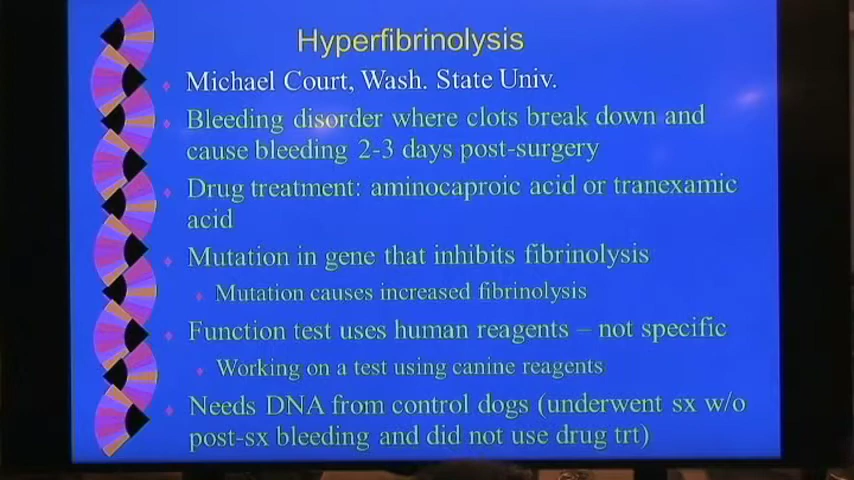 Hyperfibrinolysis
Michael Court, Wash. State Univ.
Bleeding disorder where clots break down and
cause bleeding 2-3 days post-surgery
Drug treatment: aminocaproic acid or tranexamic
acid
Mutation in gene that inhibits fibrinolysis
Mutation causes increased fibrinolysis
Function test uses human reagents – not specific
Working on a test using canine reagents
Needs DNA from control dogs (underwent sx w/o
post-sx bleeding and did not use drug trt)